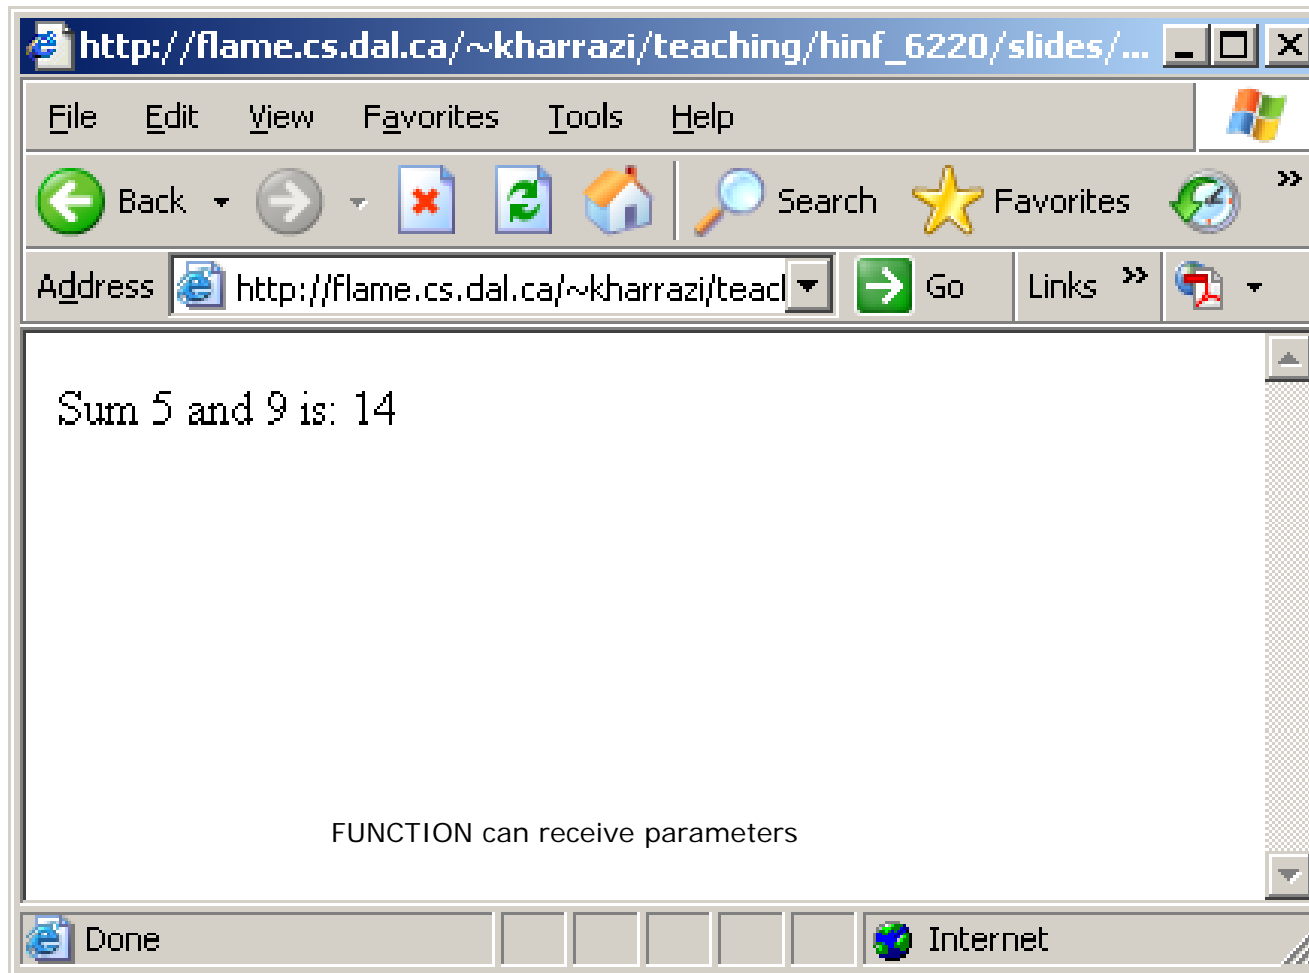 http://flame.cs.dal.ca/~kharrazi/teaching/hinf_6220/slides/...
File Edit View Favorites Tools Help
Back Search Favorites »
Address http://flame.cs.dal.ca/~kharrazi/teacl Go Links »
Sum 5 and 9 is: 14
FUNCTION can receive parameters
Done Internet